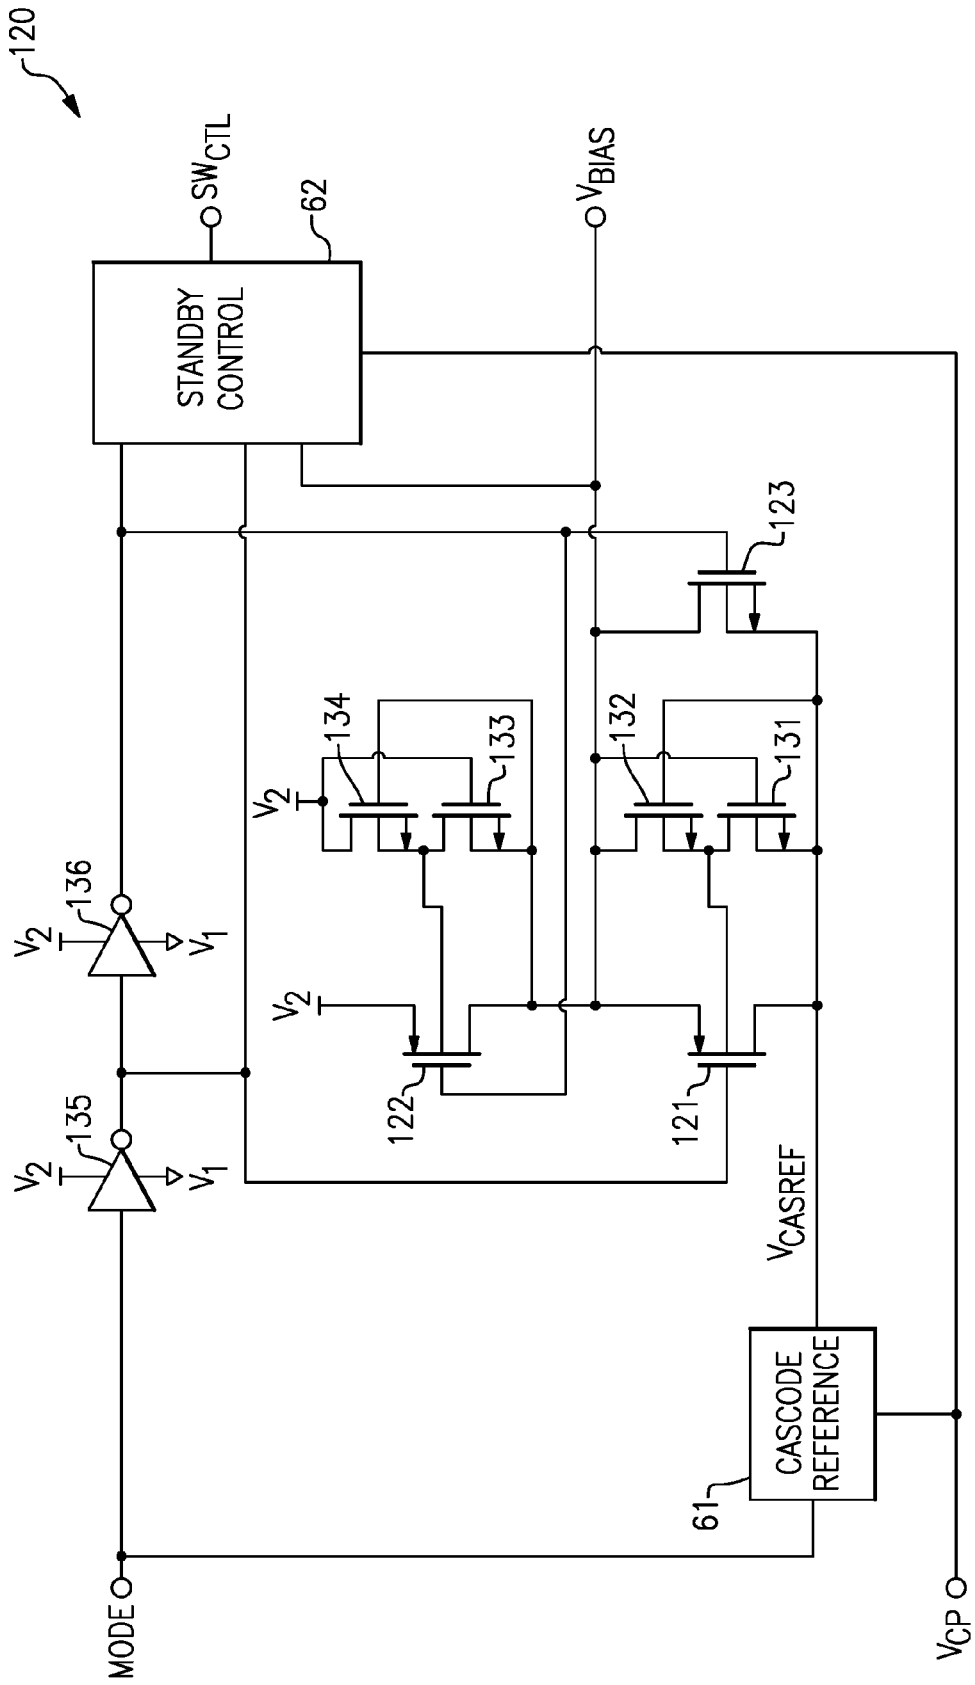 120
MODE
V2
135
V1
V2
136
V1
STANDBY
CONTROL
SWCTL
62
V2
122
V2
134
133
VBIAS
121
132
131
123
VCASREF
61
CASCODE
REFERENCE
VCP